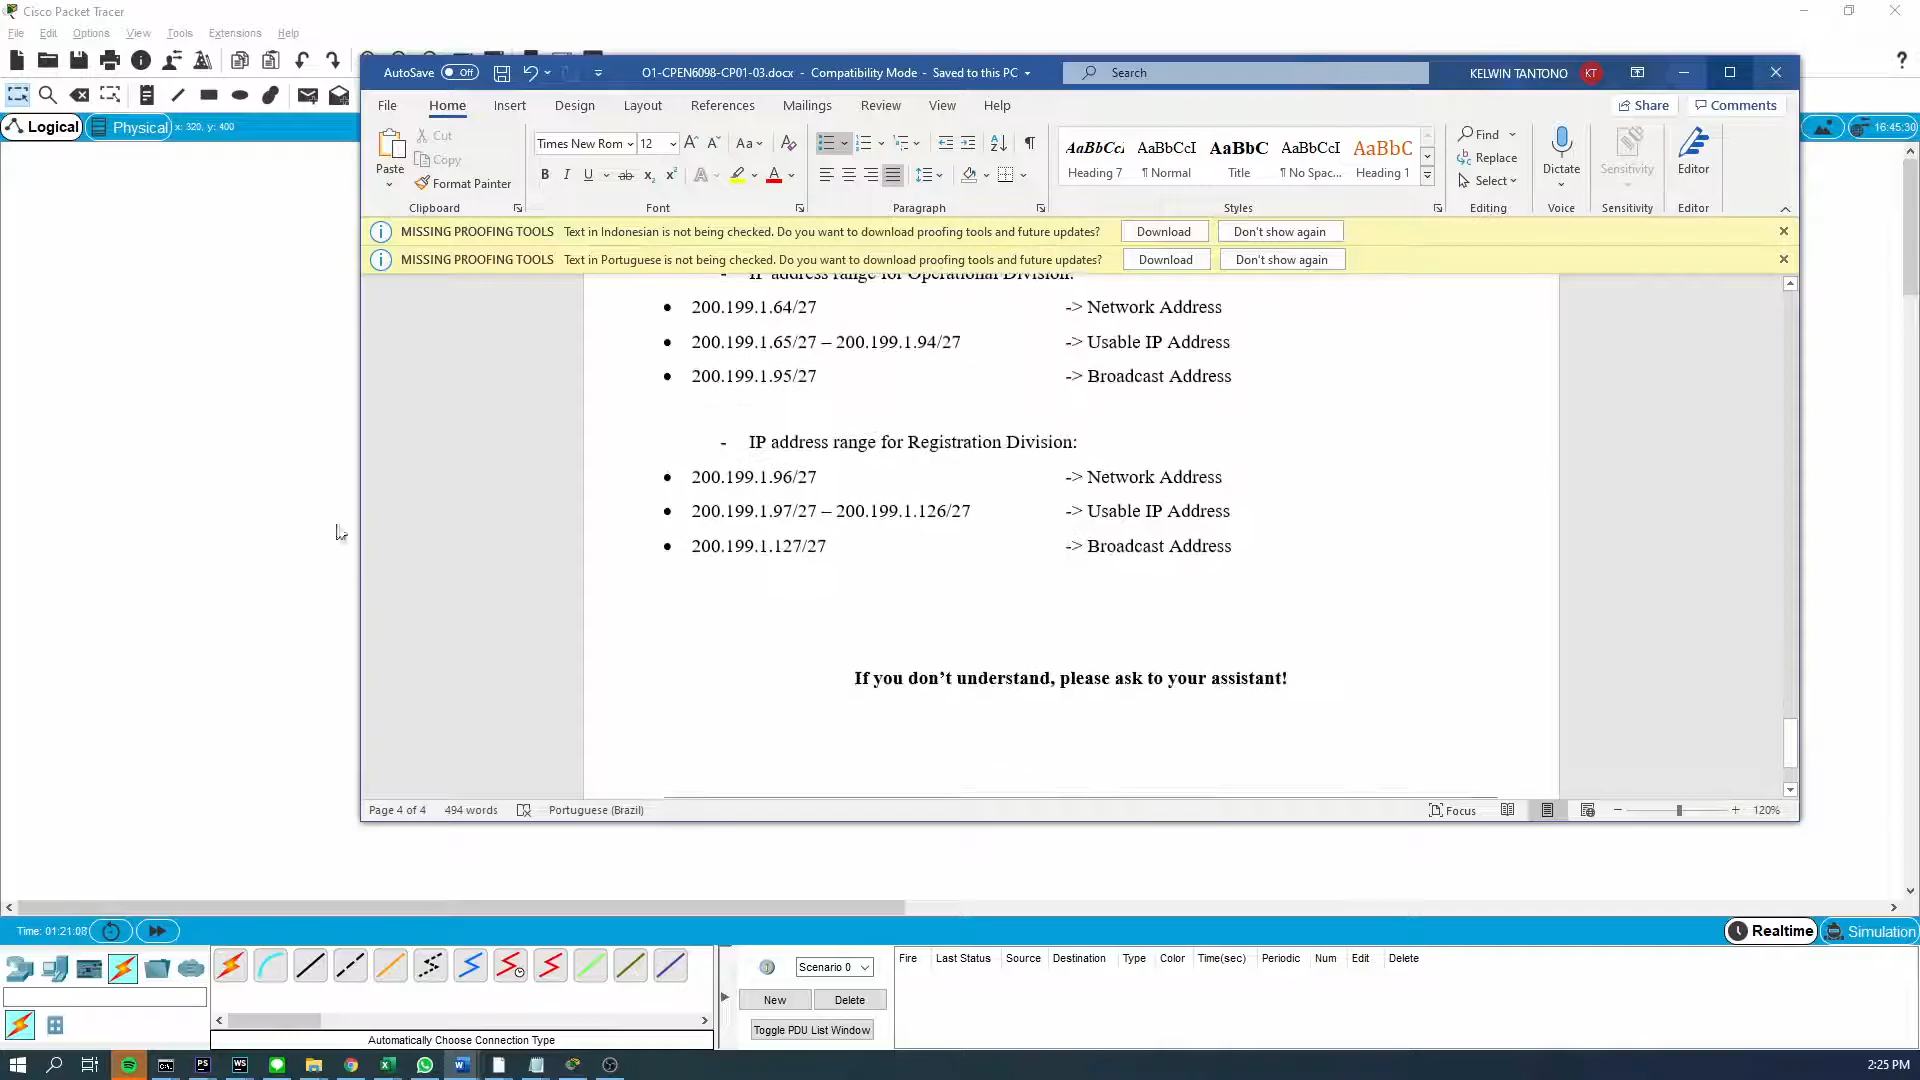 Cisco Packet Tracer
File Edit Options View Tools Extensions Help
AutoSave Off
O1-CPEN6098-CP01-03.docx - Compatibility Mode - Saved to this PC
Search
KELWIN TANTONO KT
File Home Insert Design Layout References Mailings Review View Help
Share Comments
Logical Physical x: 320, y: 400
16:45:30
Paste
Cut
Copy
Format Painter
Times New Rom 12
AaBbCcI AaBbCcI AaBbC AaBbCcI AaBbC
Heading 7 ¶ Normal Title ¶ No Spac... Heading 1
Find
Replace
Select
Dictate
Sensitivity
Editor
Clipboard Font Paragraph Styles Editing Voice Sensitivity Editor
MISSING PROOFING TOOLS Text in Indonesian is not being checked. Do you want to download proofing tools and future updates? Download Don't show again
MISSING PROOFING TOOLS Text in Portuguese is not being checked. Do you want to download proofing tools and future updates? Download Don't show again
- IP address range for Operational Division:
• 200.199.1.64/27 -> Network Address
• 200.199.1.65/27 – 200.199.1.94/27 -> Usable IP Address
• 200.199.1.95/27 -> Broadcast Address
- IP address range for Registration Division:
• 200.199.1.96/27 -> Network Address
• 200.199.1.97/27 – 200.199.1.126/27 -> Usable IP Address
• 200.199.1.127/27 -> Broadcast Address
If you don't understand, please ask to your assistant!
Page 4 of 4 494 words Portuguese (Brazil)
Focus
120%
Time: 01:21:08
Realtime Simulation
Scenario 0
New Delete
Toggle PDU List Window
Fire Last Status Source Destination Type Color Time(sec) Periodic Num Edit Delete
Automatically Choose Connection Type
2:25 PM